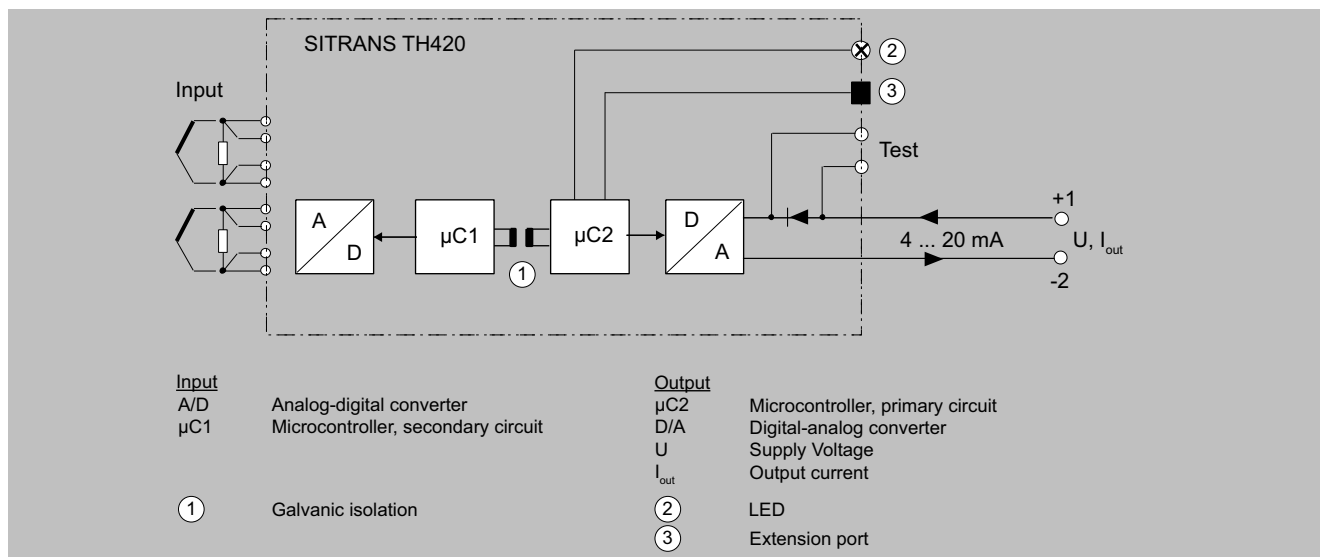 SITRANS TH420
2
3
Input
Test
+1
A
D
µC1
µC2
D
A
4 ... 20 mA
U, Iout
1
-2
Input
A/D Analog-digital converter
µC1 Microcontroller, secondary circuit
1 Galvanic isolation
Output
µC2 Microcontroller, primary circuit
D/A Digital-analog converter
U Supply Voltage
Iout Output current
2 LED
3 Extension port